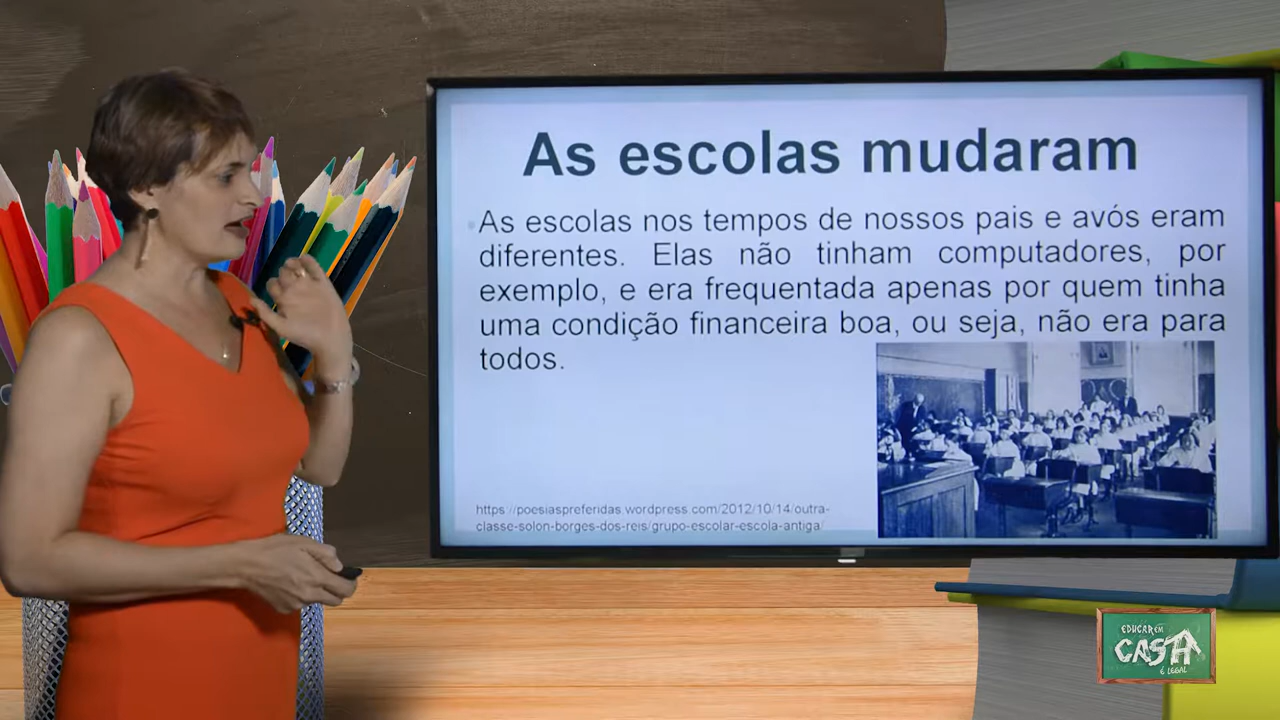 As escolas mudaram
As escolas nos tempos de nossos pais e avós eram
diferentes. Elas não tinham computadores, por
exemplo, e era frequentada apenas por quem tinha
uma condição financeira boa, ou seja, não era para
todos.
https://poesiaspreferidas.wordpress.com/2012/10/14/outra-
classe-solon-borges-dos-reis/grupo-escolar-escola-antiga/
EDUCAR EM
CASA
É LEGAL